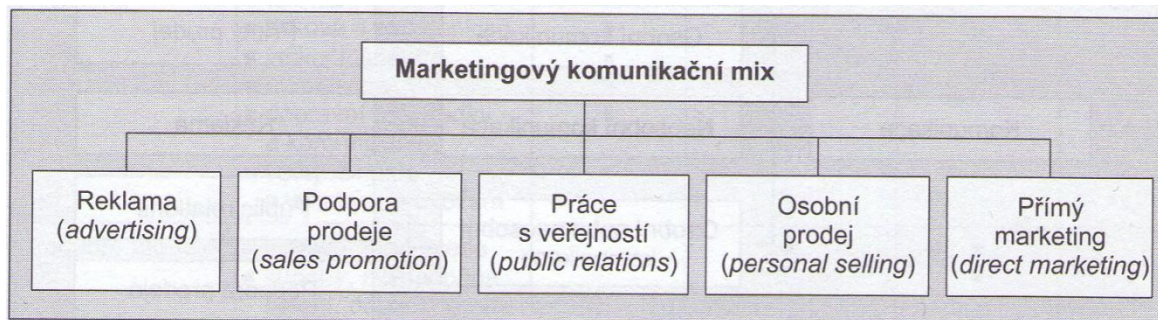 Marketingový komunikační mix
Reklama
(advertising)
Podpora
prodeje
(sales promotion)
Práce
s veřejností
(public relations)
Osobní
prodej
(personal selling)
Přímý
marketing
(direct marketing)